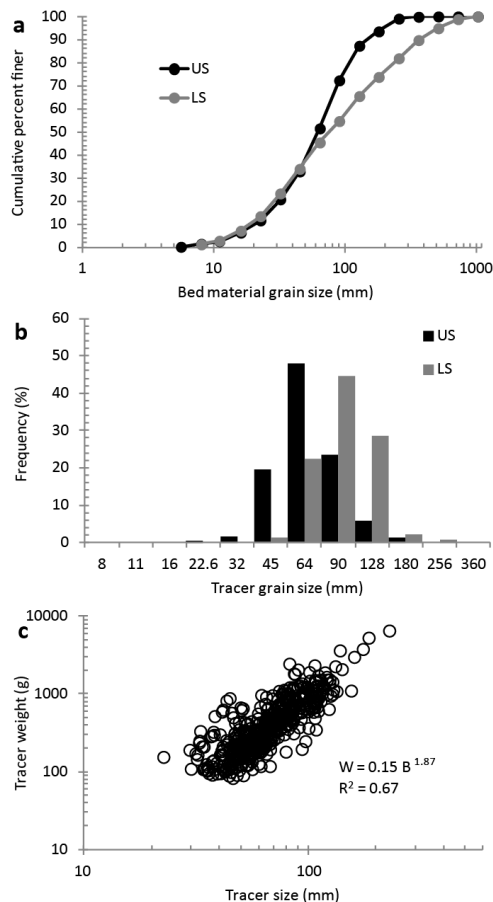 a
100
90
80
70
60
50
40
30
20
10
0
Cumulative percent finer
US
LS
1 10 100 1000
Bed material grain size (mm)
b
60
50
40
30
20
10
0
Frequency (%)
US
LS
8 11 16 22.6 32 45 64 90 128 180 256 360
Tracer grain size (mm)
c
10000
1000
100
10
Tracer weight (g)
W = 0.15 B 1.87
R2 = 0.67
10 100
Tracer size (mm)